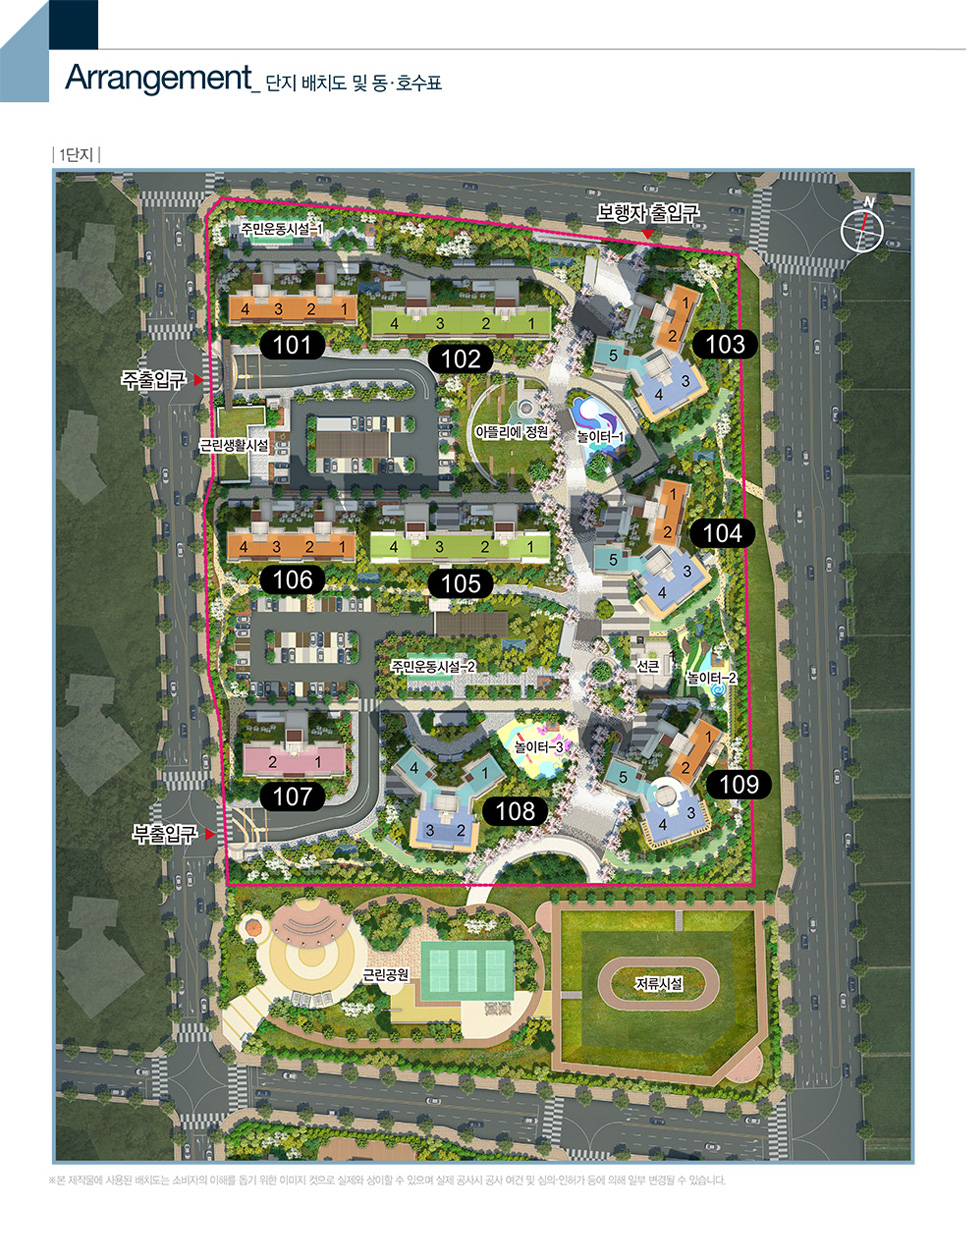 Arrangement_ 단지 배치도 및 동·호수표
| 1단지 |
N
보행자 출입구
주민운동시설-1
4 3 2 1
101
4 3 2 1
102
1
2
5
3
4
103
주출입구
근린생활시설
아뜰리에 정원
놀이터-1
1
2
5
3
4
104
4 3 2 1
106
4 3 2 1
105
주민운동시설-2
선큰
놀이터-2
2 1
107
놀이터-3
4 1
3 2
108
1
2
5
3
4
109
부출입구
근린공원
저류시설
※본 제작물에 사용된 배치도는 소비자의 이해를 돕기 위한 이미지 컷으로 실제와 상이할 수 있으며 실제 공사시 공사 여건 및 심의·인허가 등에 의해 일부 변경될 수 있습니다.